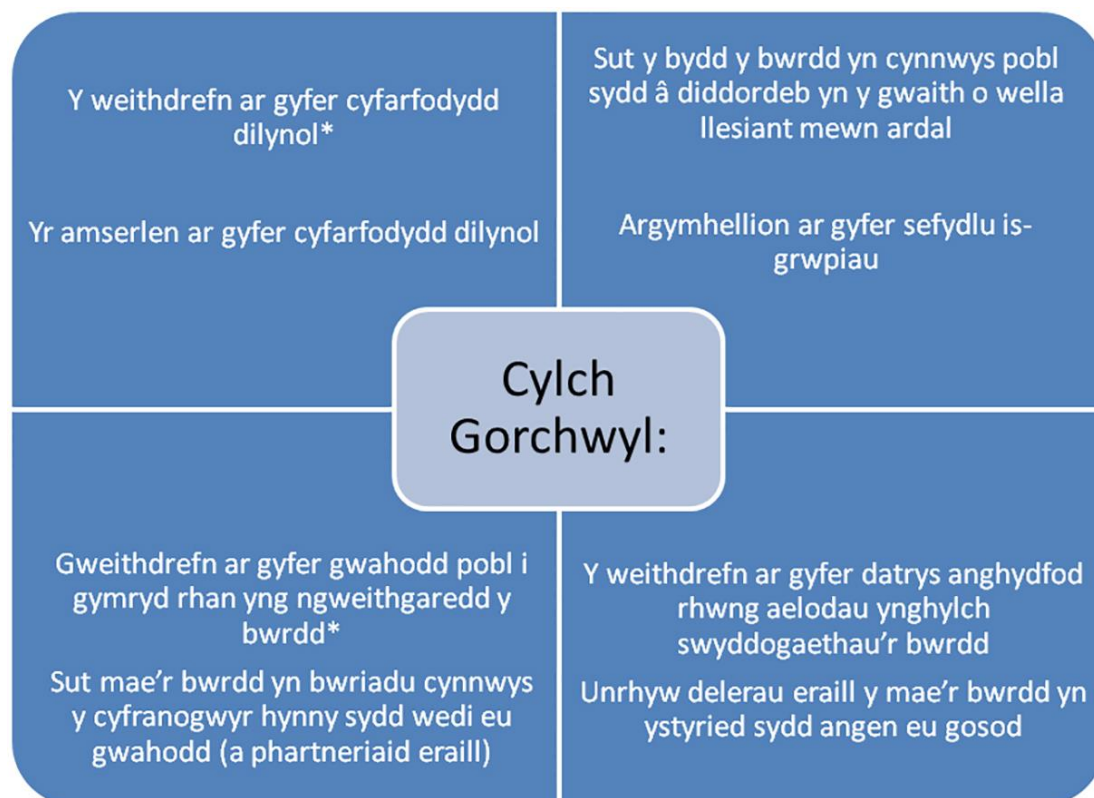 Y weithdrefn ar gyfer cyfarfodydd
dilynol*
Yr amserlen ar gyfer cyfarfodydd dilynol
Sut y bydd y bwrdd yn cynnwys pobl
sydd â diddordeb yn y gwaith o wella
llesiant mewn ardal
Argymhellion ar gyfer sefydlu is-
grwpiau
Cylch
Gorchwyl:
Gweithdrefn ar gyfer gwahodd pobl i
gymryd rhan yng ngweithgaredd y
bwrdd*
Sut mae’r bwrdd yn bwriadu cynnwys
y cyfranogwyr hynny sydd wedi eu
gwahodd (a phartneriaid eraill)
Y weithdrefn ar gyfer datrys anghydfod
rhwng aelodau ynghylch
swyddogaethau’r bwrdd
Unrhyw delerau eraill y mae’r bwrdd yn
ystyried sydd angen eu gosod